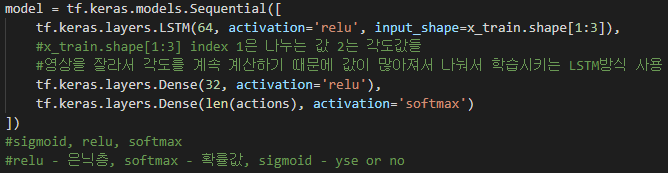 model = tf.keras.models.Sequential([
tf.keras.layers.LSTM(64, activation='relu', input_shape=x_train.shape[1:3]),
#x_train.shape[1:3] index 1은 나누는 값 2는 각도값들
#영상을 잘라서 각도를 계속 계산하기 때문에 값이 많아져서 나눠서 학습시키는 LSTM방식 사용
tf.keras.layers.Dense(32, activation='relu'),
tf.keras.layers.Dense(len(actions), activation='softmax')
])
#sigmoid, relu, softmax
#relu - 은닉층, softmax - 확률값, sigmoid - yse or no